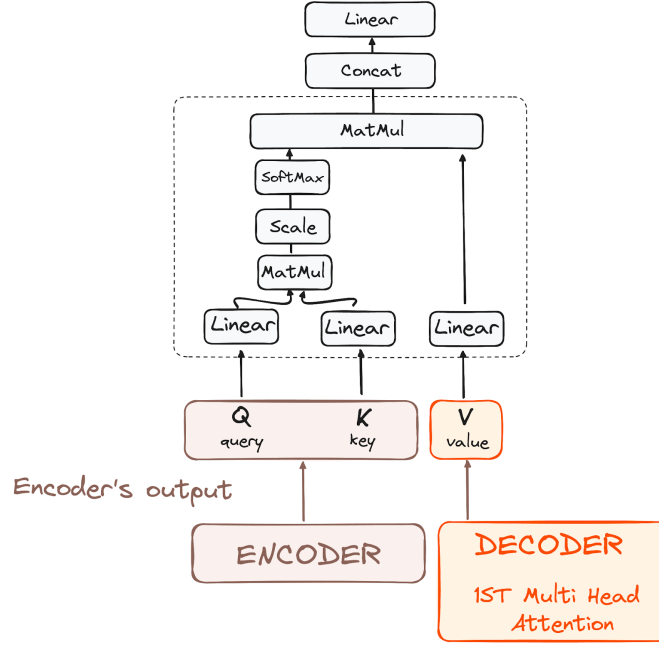 Linear
Concat
MatMul
SoftMax
Scale
MatMul
Linear
Linear
Linear
Q
query
K
key
V
value
Encoder's output
ENCODER
DECODER
1ST Multi Head
Attention